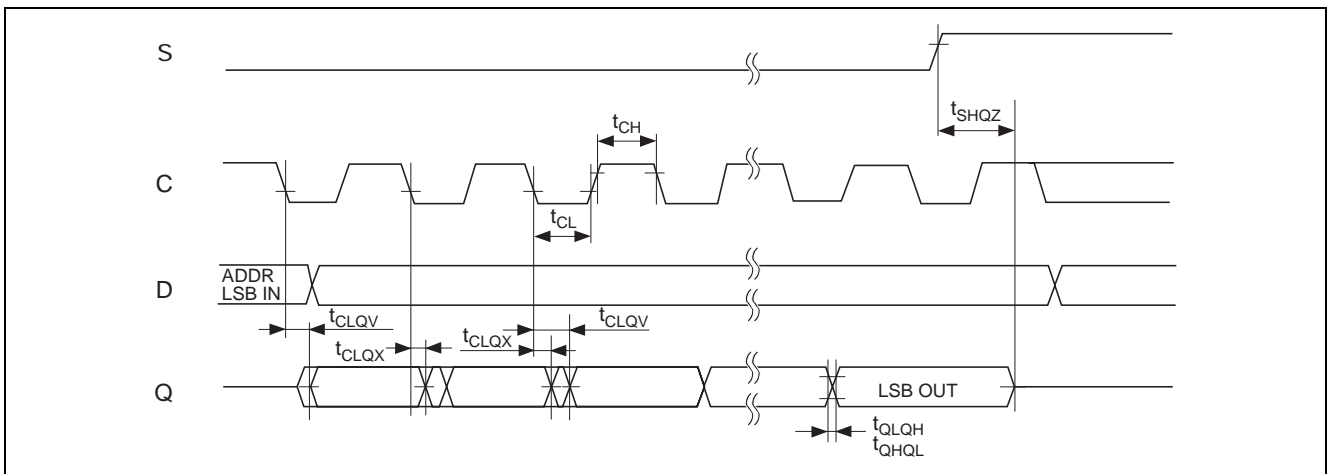 S
tSHQZ
tCH
C
tCL
D
ADDR
LSB IN
tCLQV
tCLQX
tCLQX
tCLQV
Q
LSB OUT
tQLQH
tQHQL